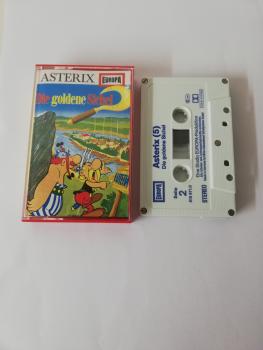 ASTERIX
EUROPA
Die goldene Sichel
Asterix (5)
Die goldene Sichel
EUROPA
Seite
2
STEREO